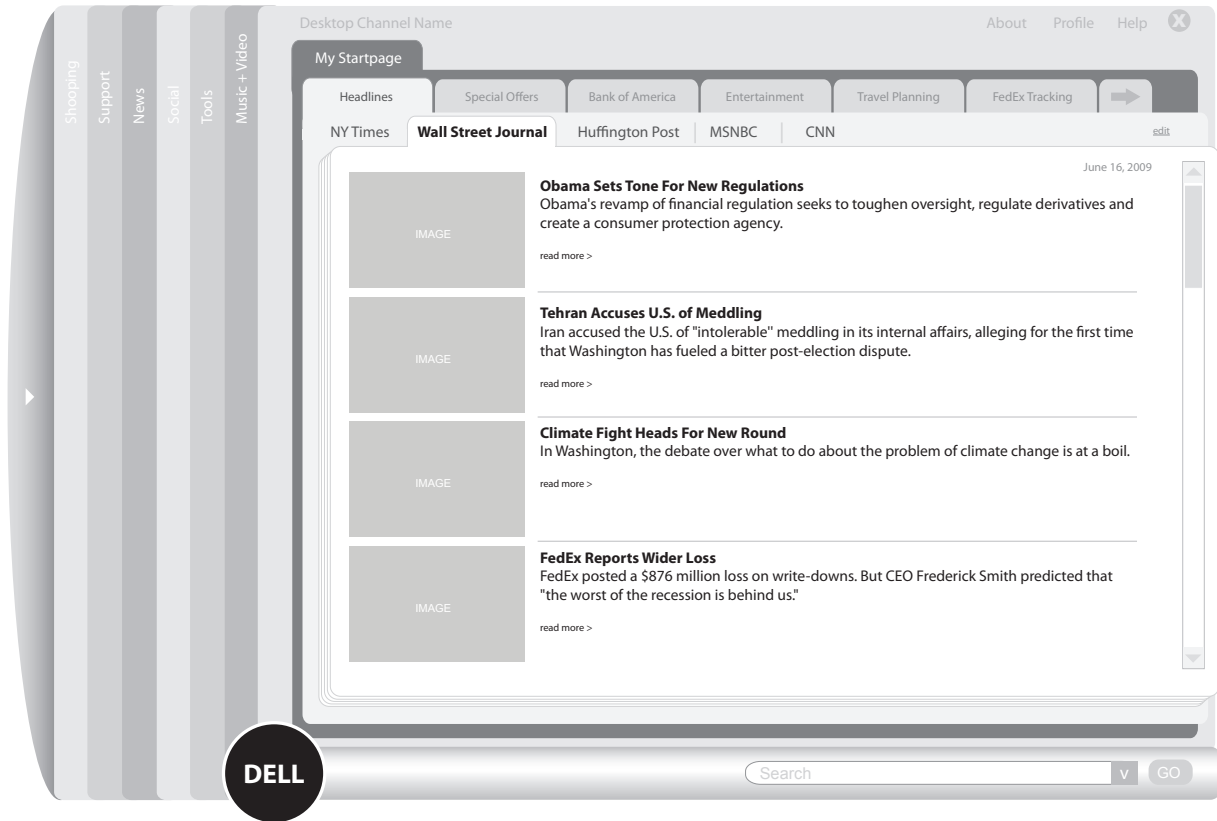 Desktop Channel Name
About Profile Help X
My Startpage
Headlines Special Offers Bank of America Entertainment Travel Planning FedEx Tracking
NY Times Wall Street Journal Huffington Post MSNBC CNN edit
June 16, 2009
Shooping
Support
News
Social
Tools
Music + Video
IMAGE
Obama Sets Tone For New Regulations
Obama's revamp of financial regulation seeks to toughen oversight, regulate derivatives and
create a consumer protection agency.
read more >
IMAGE
Tehran Accuses U.S. of Meddling
Iran accused the U.S. of "intolerable" meddling in its internal affairs, alleging for the first time
that Washington has fueled a bitter post-election dispute.
read more >
IMAGE
Climate Fight Heads For New Round
In Washington, the debate over what to do about the problem of climate change is at a boil.
read more >
IMAGE
FedEx Reports Wider Loss
FedEx posted a $876 million loss on write-downs. But CEO Frederick Smith predicted that
"the worst of the recession is behind us."
read more >
DELL
Search v GO